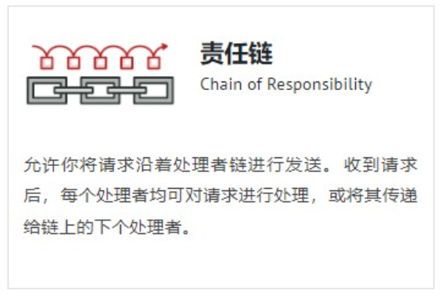 责任链
Chain of Responsibility
允许你将请求沿着处理者链进行发送。 收到请求
后，每个处理者均可对请求进行处理，或将其传递
给链上的下个处理者。